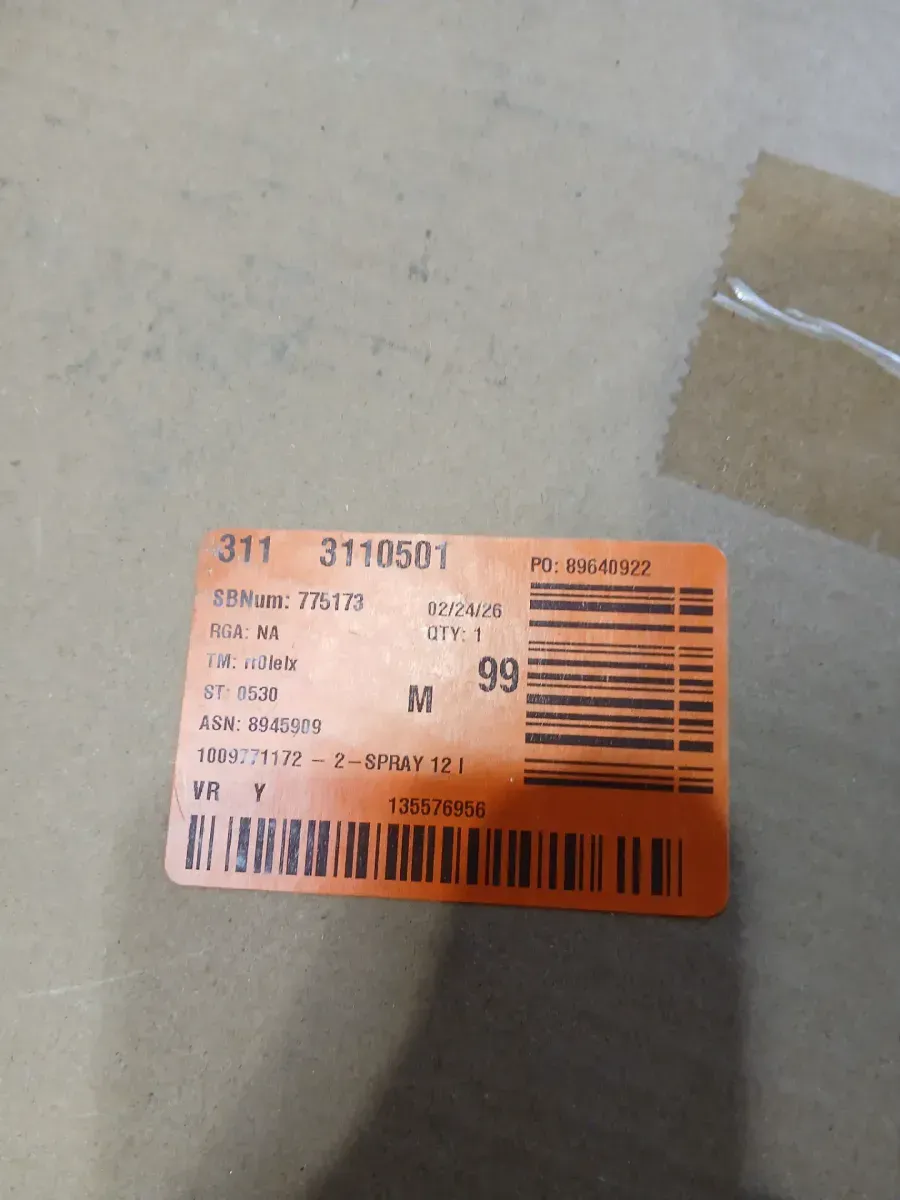 311 3110501
PO: 89640922
SBNum: 775173
02/24/26
RGA: NA
QTY: 1
TM:
99
ST: 0530
M
ASN: 8945909
1009771172 - 2-SPRAY 12 I
VR Y
135576956